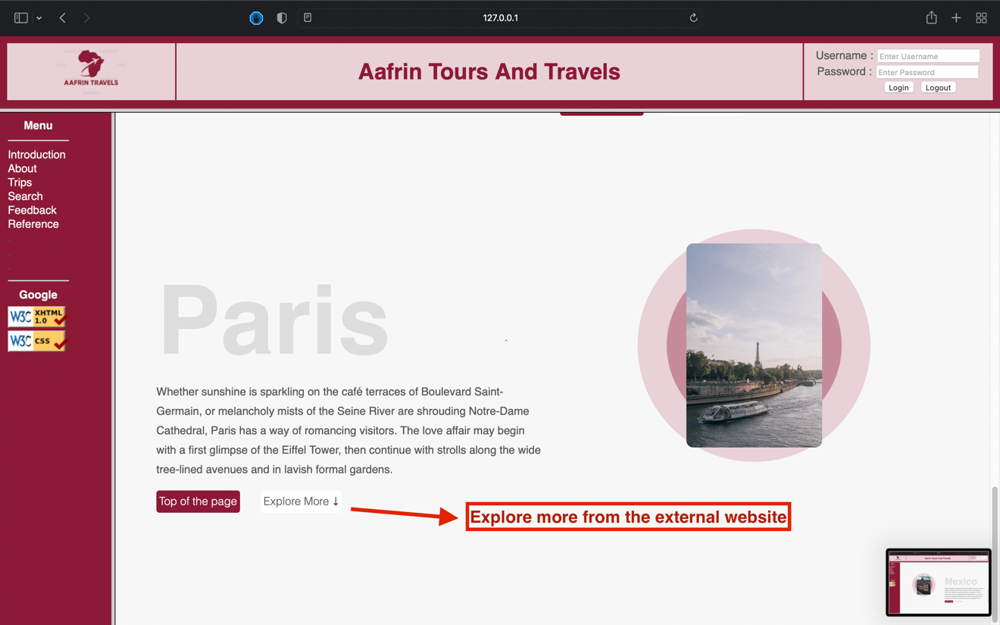 127.0.0.1
AAFRIN TRAVELS
Aafrin Tours And Travels
Username :
Enter Username
Password :
Enter Password
Login
Logout
Menu
Introduction
About
Trips
Search
Feedback
Reference
.
.
.
Google
W3C XHTML 1.0
W3C CSS
Paris
Whether sunshine is sparkling on the café terraces of Boulevard Saint-
Germain, or melancholy mists of the Seine River are shrouding Notre-Dame
Cathedral, Paris has a way of romancing visitors. The love affair may begin
with a first glimpse of the Eiffel Tower, then continue with strolls along the wide
tree-lined avenues and in lavish formal gardens.
Top of the page
Explore More ↓
Explore more from the external website
Aafrin Tours And Travels
Mexico